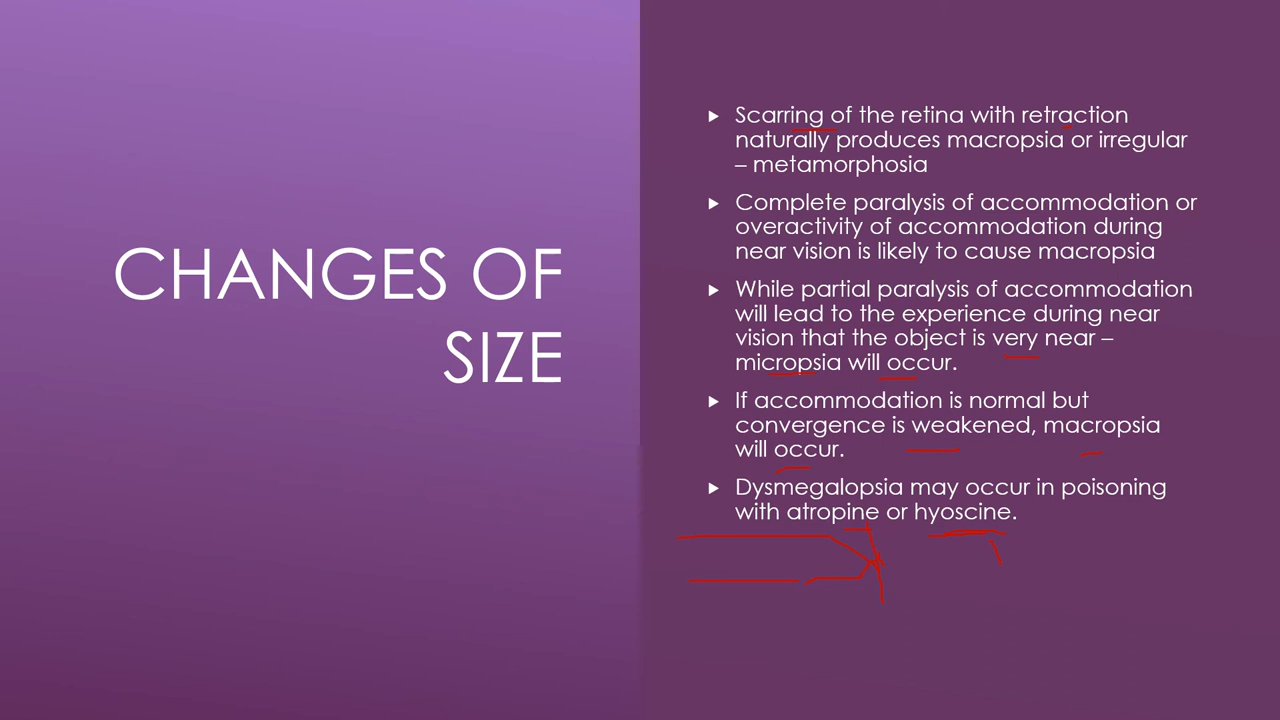 CHANGES OF
SIZE
Scarring of the retina with retraction
naturally produces macropsia or irregular
– metamorphosia
Complete paralysis of accommodation or
overactivity of accommodation during
near vision is likely to cause macropsia
While partial paralysis of accommodation
will lead to the experience during near
vision that the object is very near –
micropsia will occur.
If accommodation is normal but
convergence is weakened, macropsia
will occur.
Dysmegalopsia may occur in poisoning
with atropine or hyoscine.